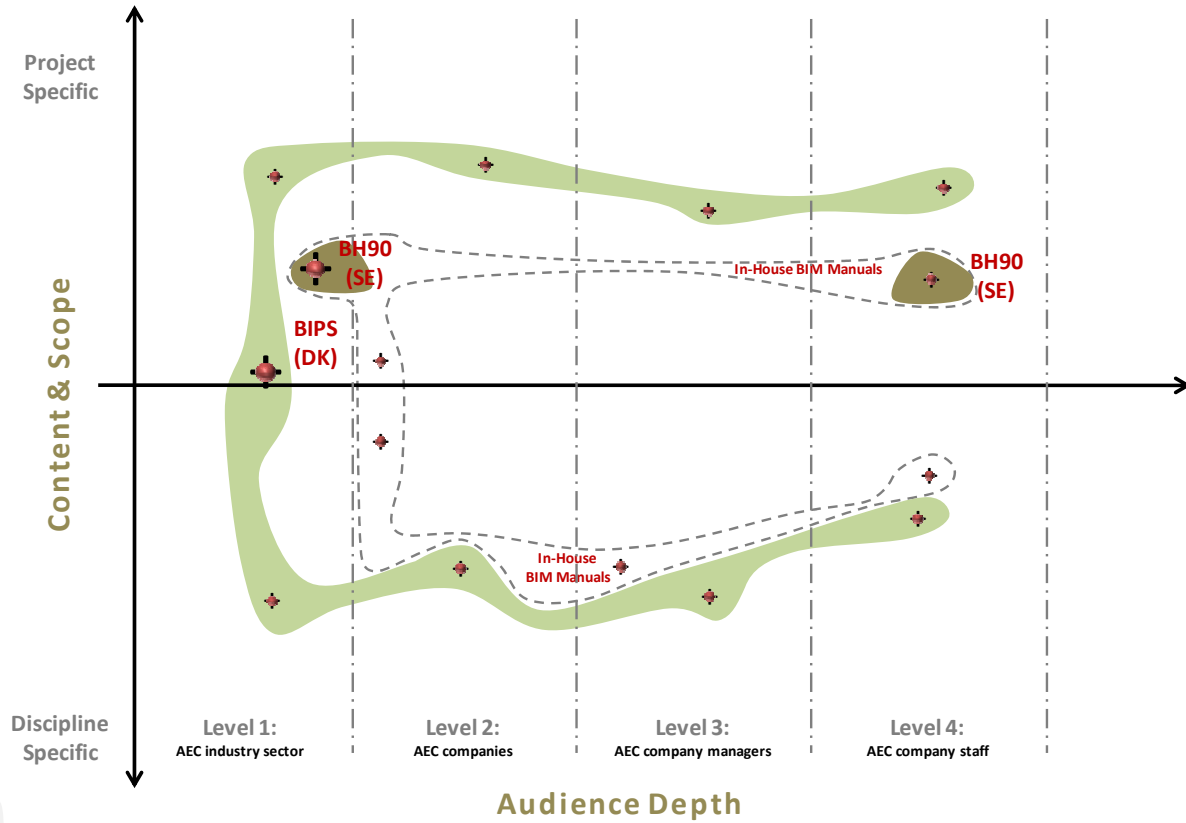 Project
Specific
BH90
(SE)
In-House BIM Manuals
BH90
(SE)
BIPS
(DK)
Content & Scope
In-House
BIM Manuals
Discipline
Specific
Level 1:
AEC industry sector
Level 2:
AEC companies
Level 3:
AEC company managers
Level 4:
AEC company staff
Audience Depth